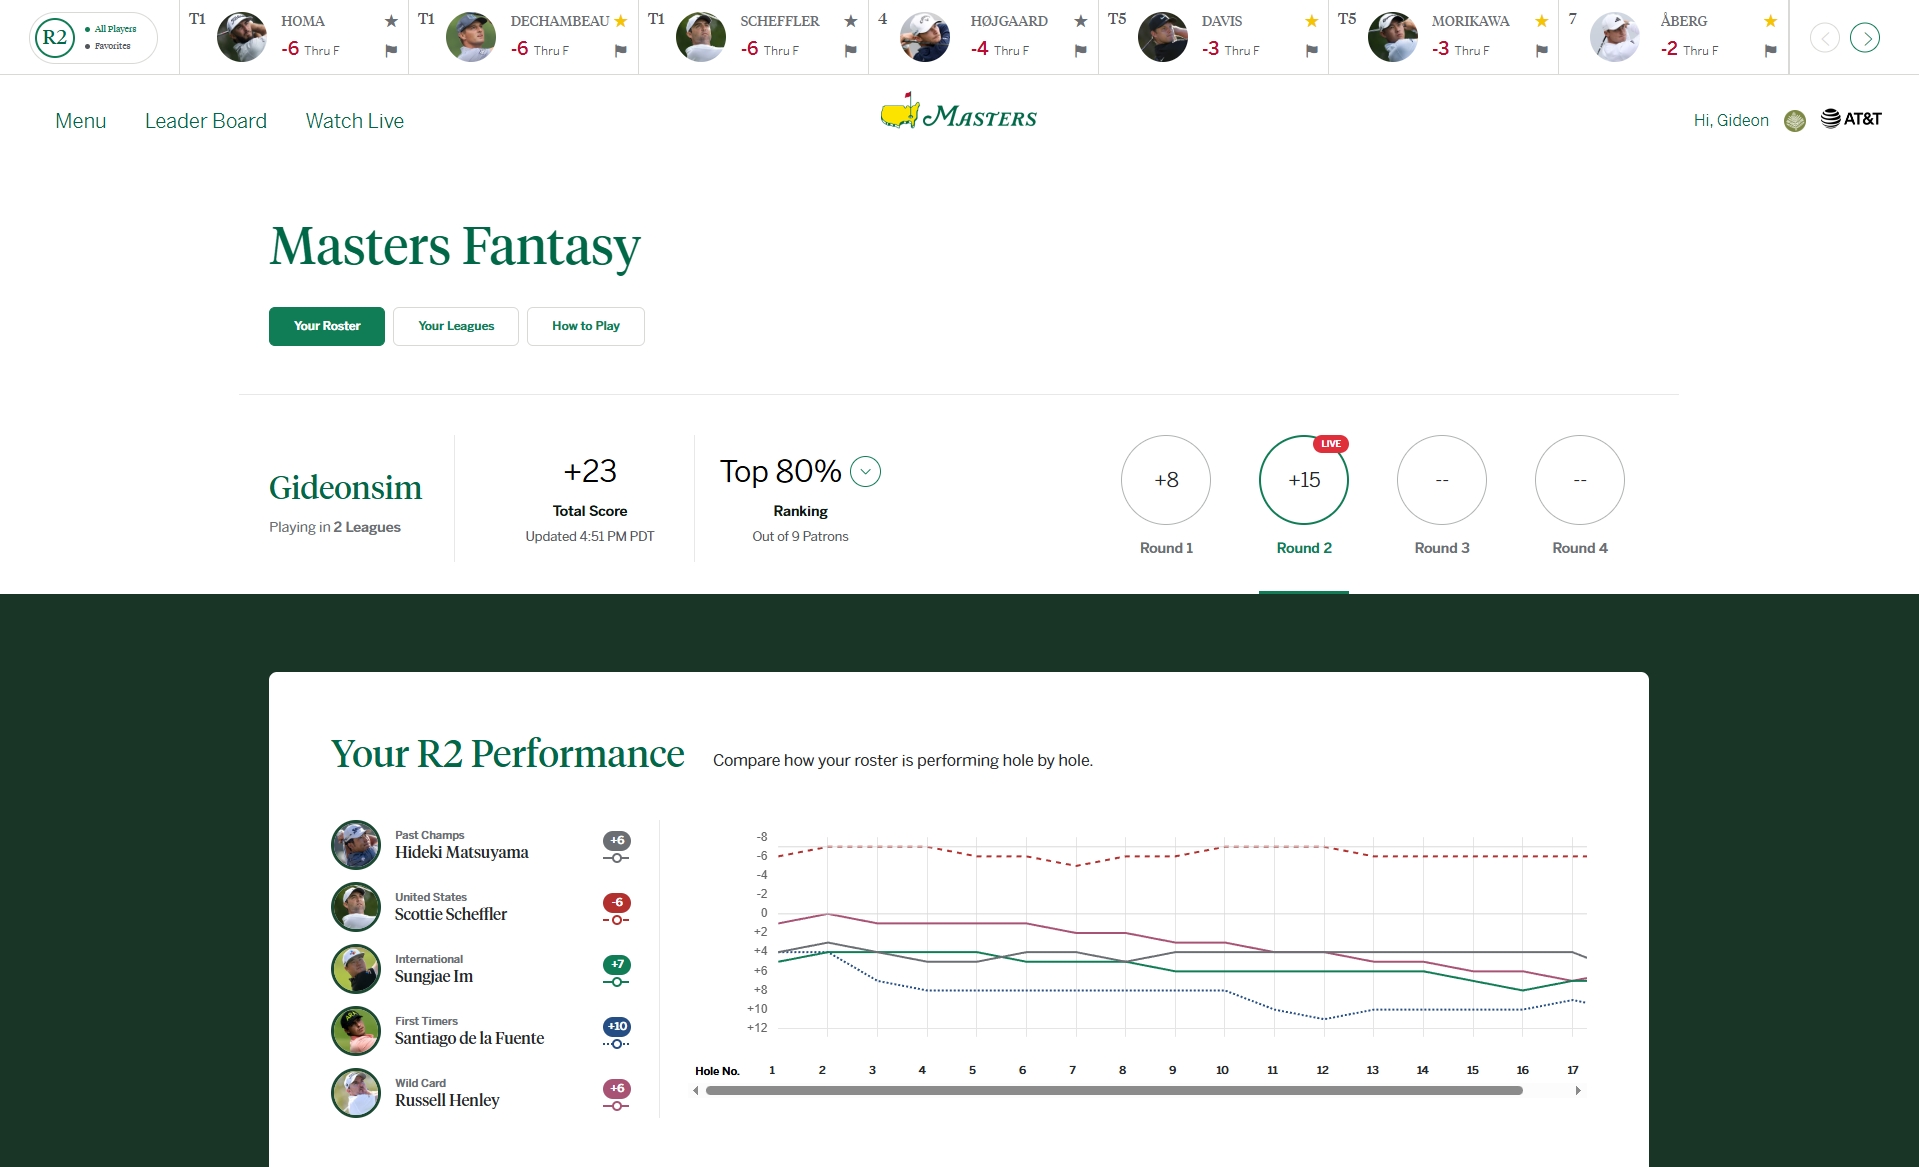 R2
All Players
Favorites
T1 HOMA
-6 Thru F
T1 DECHAMBEAU
-6 Thru F
T1 SCHEFFLER
-6 Thru F
4 HØJGAARD
-4 Thru F
T5 DAVIS
-3 Thru F
T5 MORIKAWA
-3 Thru F
7 ÅBERG
-2 Thru F
Menu Leader Board Watch Live
MASTERS
Hi, Gideon
AT&T
Masters Fantasy
Your Roster Your Leagues How to Play
Gideonsim
Playing in 2 Leagues
+23
Total Score
Updated 4:51 PM PDT
Top 80%
Ranking
Out of 9 Patrons
+8
Round 1
LIVE
+15
Round 2
--
Round 3
--
Round 4
Your R2 Performance
Compare how your roster is performing hole by hole.
Past Champs
Hideki Matsuyama
+6
United States
Scottie Scheffler
-6
International
Sungjae Im
+7
First Timers
Santiago de la Fuente
+10
Wild Card
Russell Henley
+6
-8
-6
-4
-2
0
+2
+4
+6
+8
+10
+12
Hole No. 1 2 3 4 5 6 7 8 9 10 11 12 13 14 15 16 17